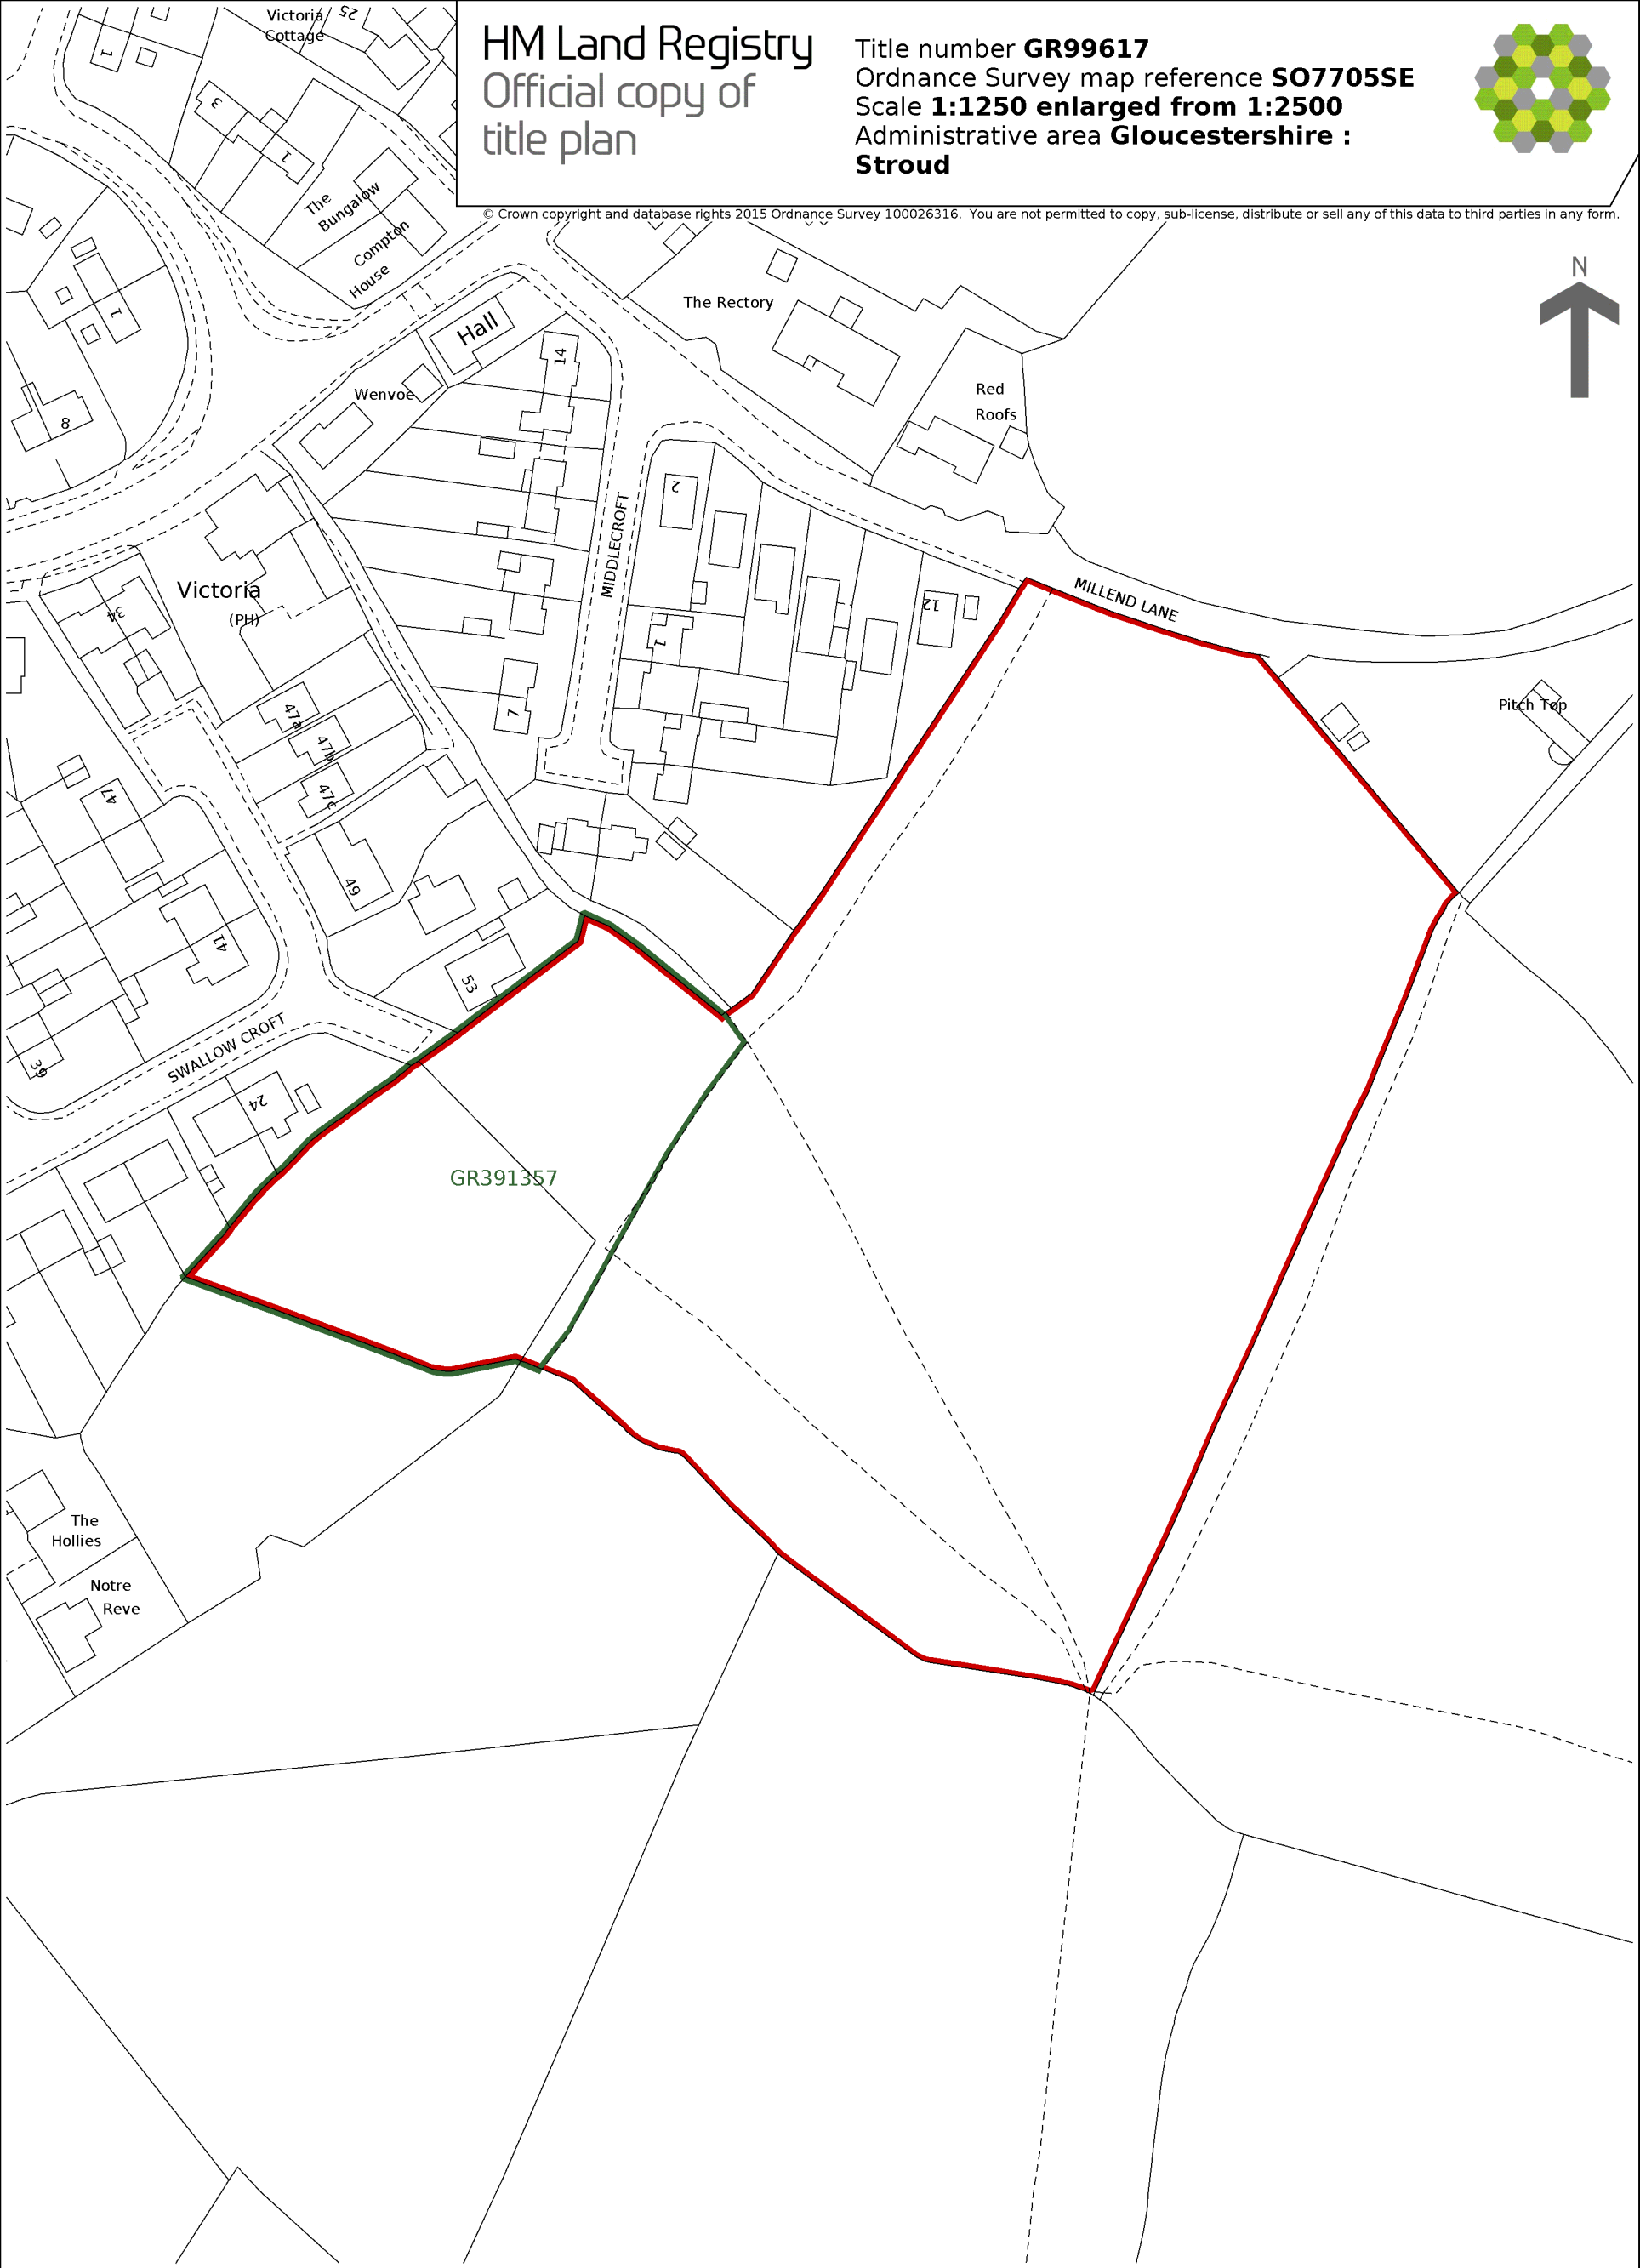 HM Land Registry
Official copy of
title plan
Title number GR99617
Ordnance Survey map reference SO7705SE
Scale 1:1250 enlarged from 1:2500
Administrative area Gloucestershire :
Stroud
© Crown copyright and database rights 2015 Ordnance Survey 100026316. You are not permitted to copy, sub-license, distribute or sell any of this data to third parties in any form.
N
Victoria
Cottage
25
1
3
1
The
Bungalow
Compton
House
1
8
Hall
Wenvoe
14
The Rectory
Red
Roofs
MIDDLECROFT
2
1
12
7
MILLEND LANE
Pitch Top
Victoria
(PH)
34
47a
47b
47c
47
49
41
53
39
SWALLOW CROFT
24
GR391357
The
Hollies
Notre
Reve